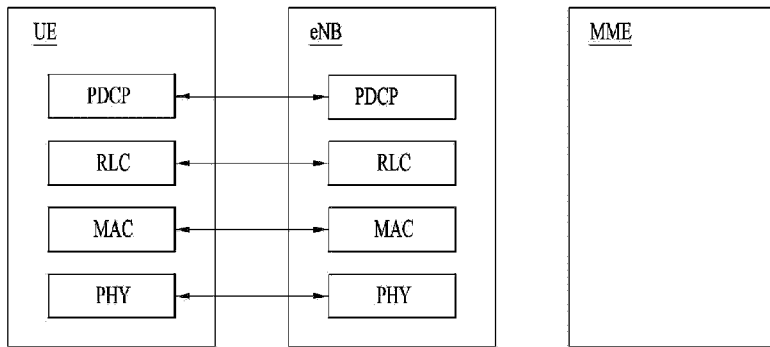 UE eNB MME
PDCP PDCP
RLC RLC
MAC MAC
PHY PHY